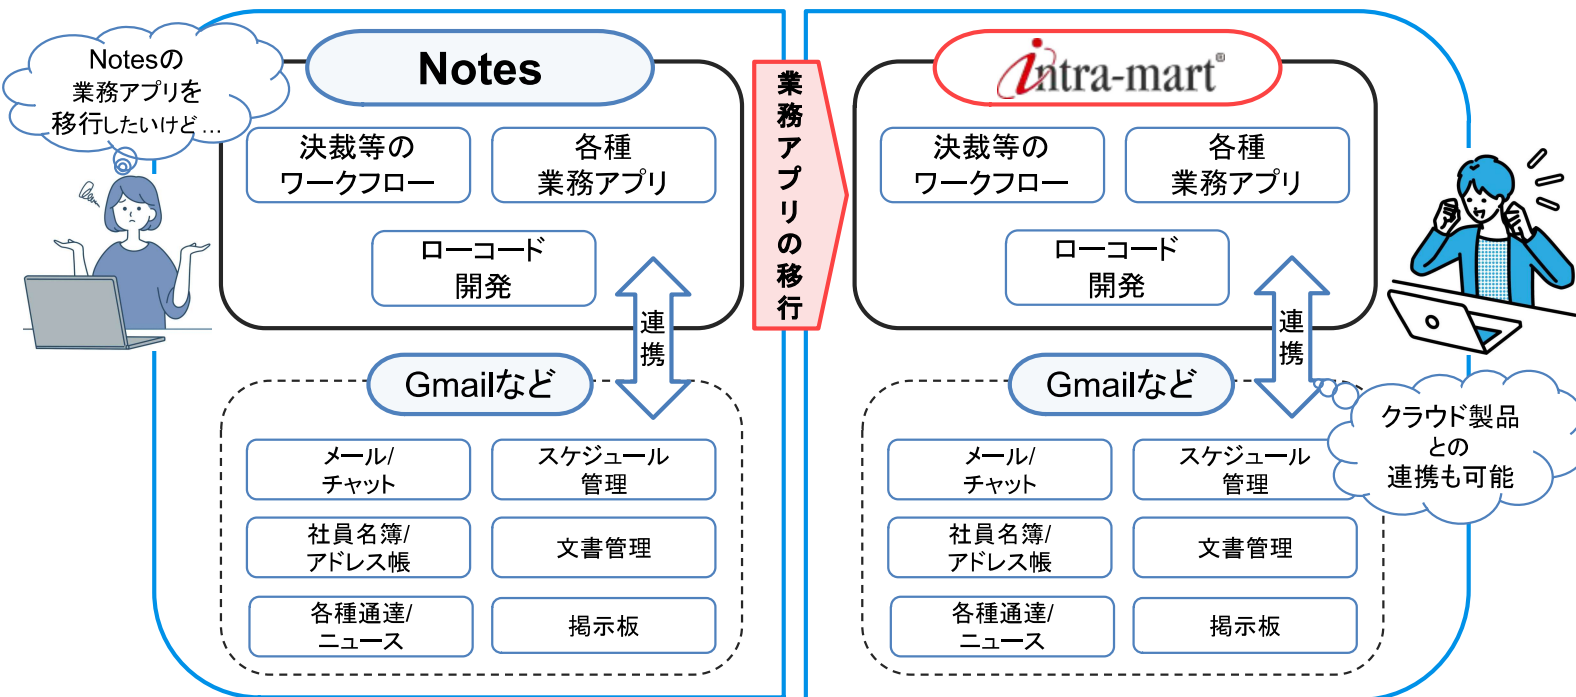 Notesの
業務アプリを
移行したいけど…
Notes
決裁等の
ワークフロー
各種
業務アプリ
ローコード
開発
連
携
Gmailなど
メール/
チャット
スケジュール
管理
社員名簿/
アドレス帳
文書管理
各種通達/
ニュース
掲示板
業務アプリの移行
intra-mart®
決裁等の
ワークフロー
各種
業務アプリ
ローコード
開発
連
携
Gmailなど
クラウド製品
との
連携も可能
メール/
チャット
スケジュール
管理
社員名簿/
アドレス帳
文書管理
各種通達/
ニュース
掲示板